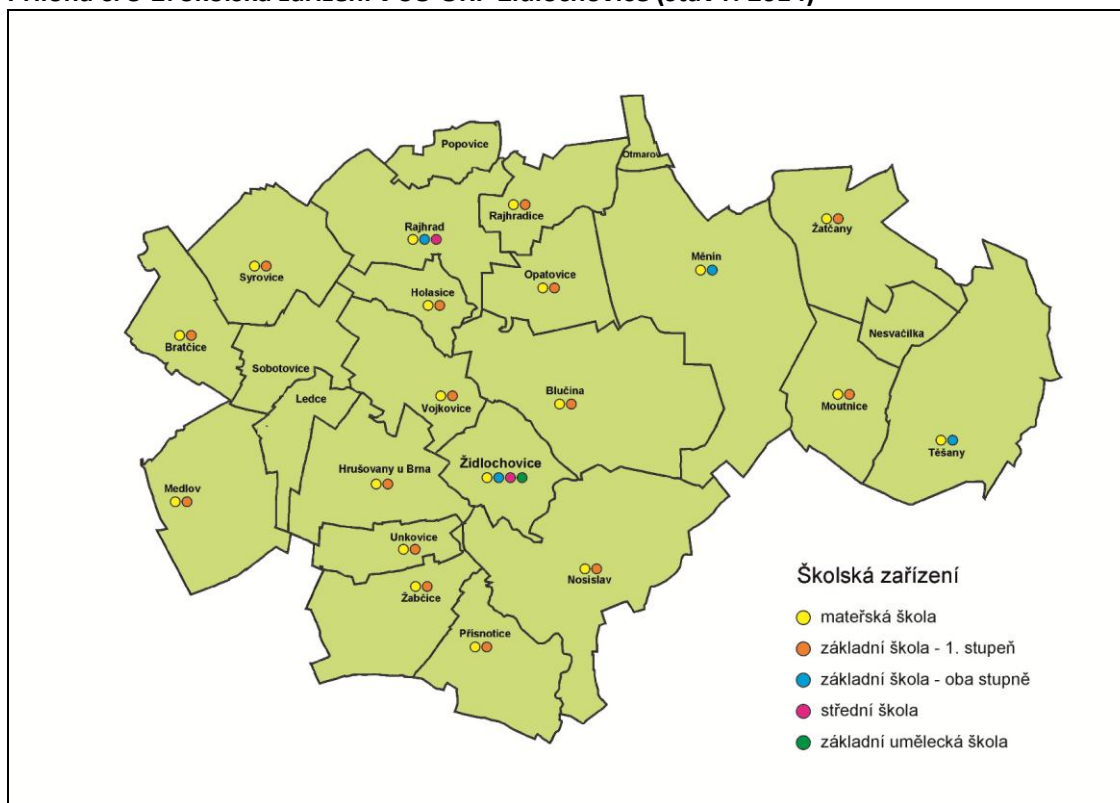 Popovice
Otmarov
Rajhradice
Rajhrad
Žatčany
Měnín
Syrovice
Opatovice
Holasice
Nesvačilka
Bratčice
Sobotovice
Ledce
Blučina
Vojkovice
Moutnice
Těšany
Židlochovice
Hrušovany u Brna
Medlov
Unkovice
Nosislav
Žabčice
Přisnotice
Školská zařízení
mateřská škola
základní škola - 1. stupeň
základní škola - oba stupně
střední škola
základní umělecká škola